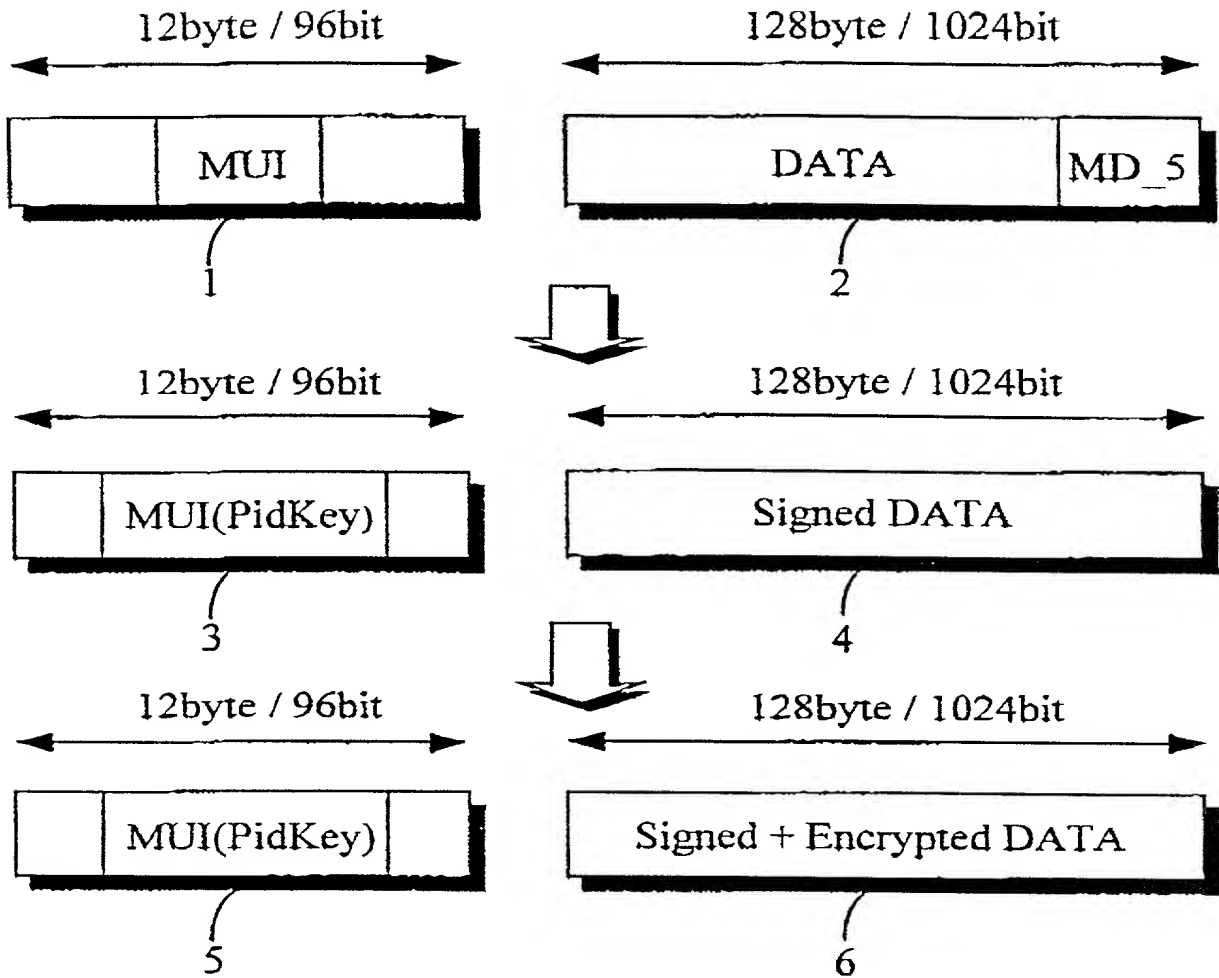 12byte / 96bit
128byte / 1024bit
MUI
DATA
MD_5
1
2
12byte / 96bit
128byte / 1024bit
MUI(PidKey)
Signed DATA
3
4
12byte / 96bit
128byte / 1024bit
MUI(PidKey)
Signed + Encrypted DATA
5
6